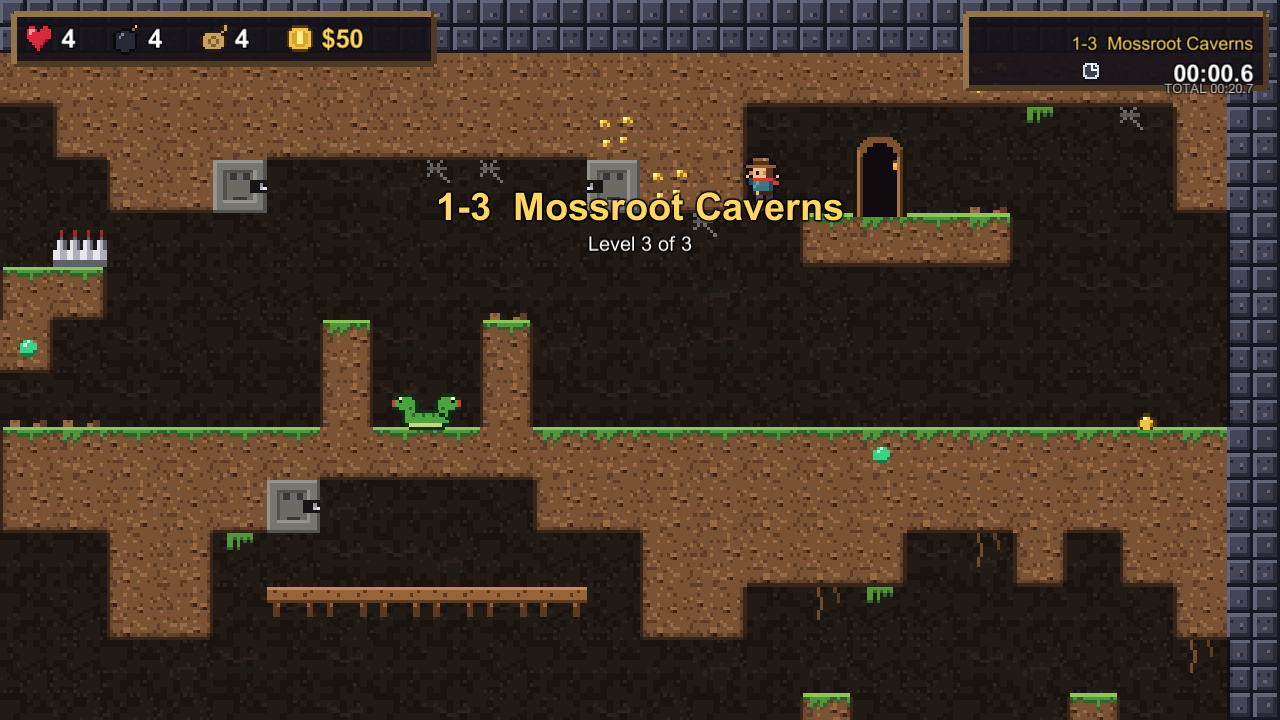 4 4 4 $50
1-3 Mossroot Caverns
00:00.6
TOTAL 00:20.7
1-3 Mossroot Caverns
Level 3 of 3